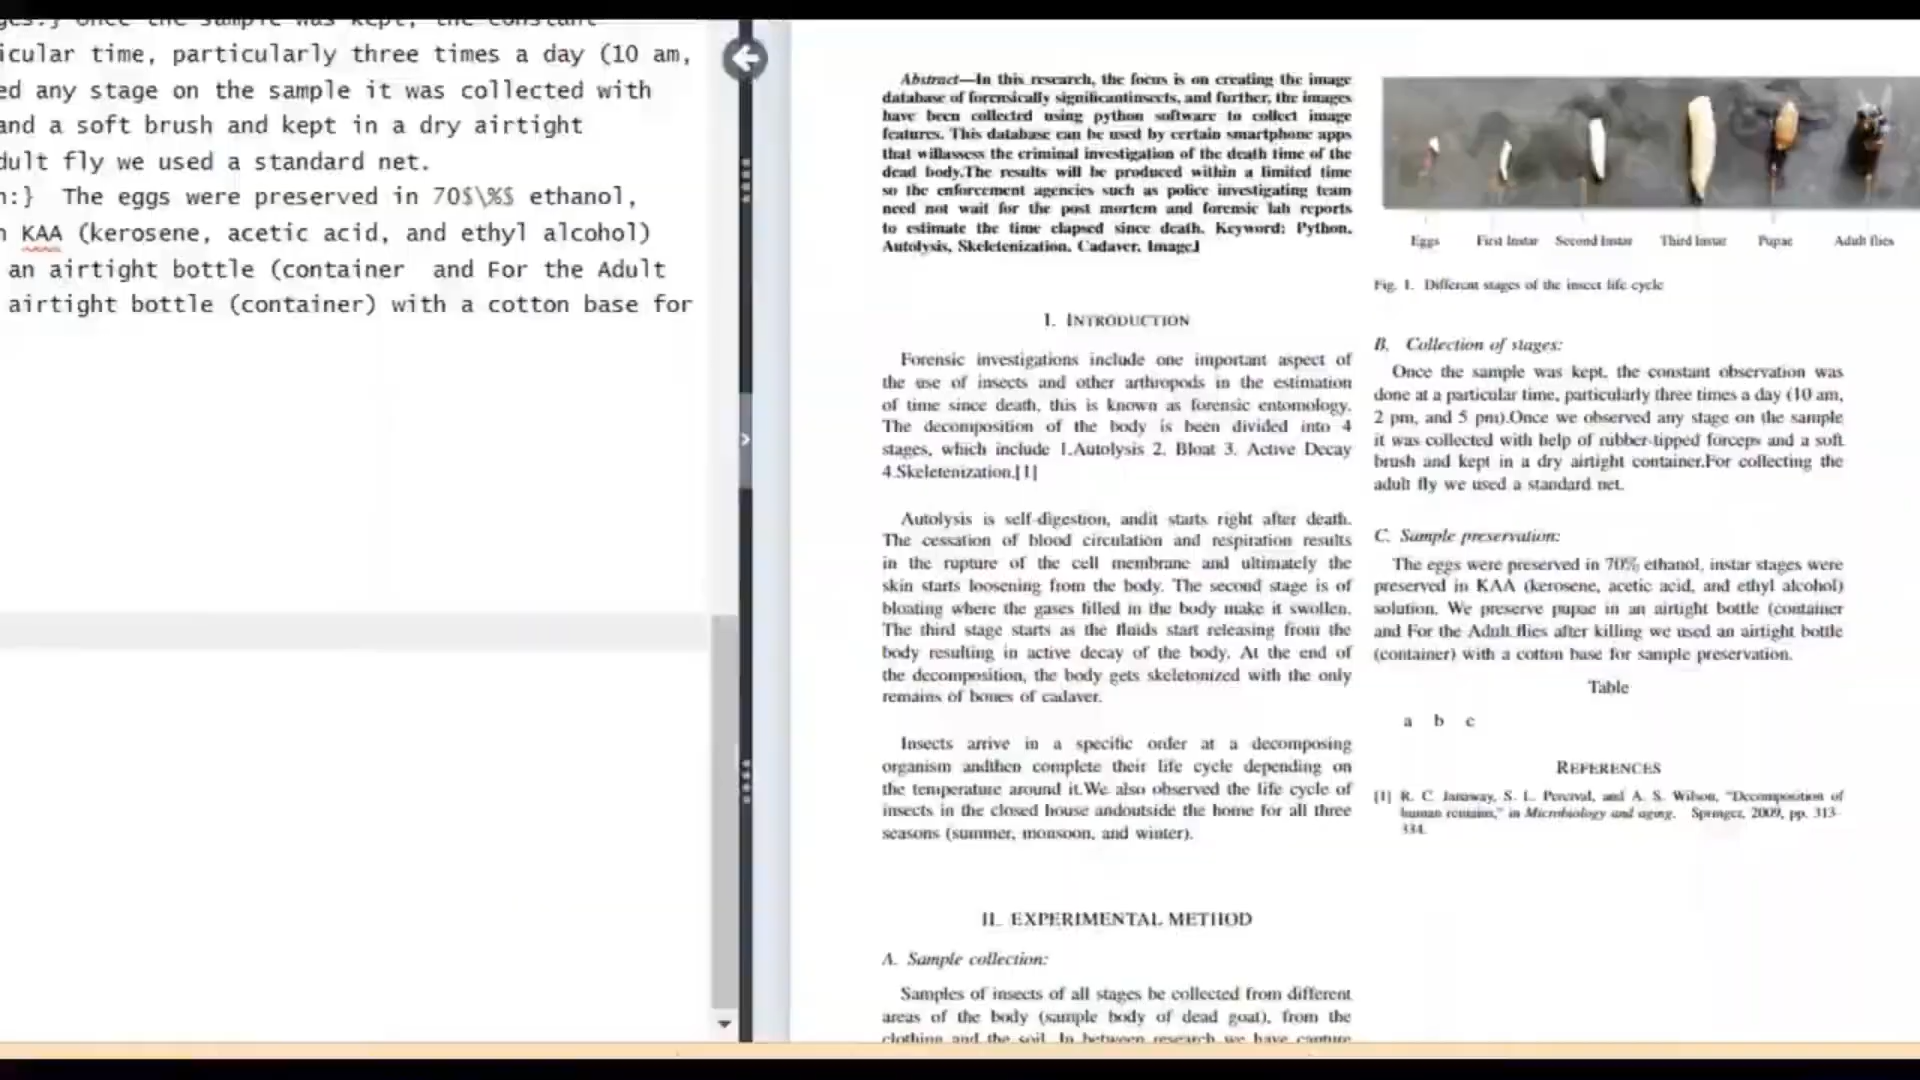 ges:} Once the sample was kept, the constant
icular time, particularly three times a day (10 am,
ed any stage on the sample it was collected with
and a soft brush and kept in a dry airtight
dult fly we used a standard net.
n:}  The eggs were preserved in 70$\%$ ethanol,
n KAA (kerosene, acetic acid, and ethyl alcohol)
an airtight bottle (container  and For the Adult
airtight bottle (container) with a cotton base for
Abstract—In this research, the focus is on creating the image
database of forensically significantinsects, and further, the images
have been collected using python software to collect image
features. This database can be used by certain smartphone apps
that willassess the criminal investigation of the death time of the
dead body.The results will be produced within a limited time
so the enforcement agencies such as police investigating team
need not wait for the post mortem and forensic lab reports
to estimate the time elapsed since death. Keyword: Python,
Autolysis, Skeletenization, Cadaver, ImageJ
I. INTRODUCTION
Forensic investigations include one important aspect of
the use of insects and other arthropods in the estimation
of time since death, this is known as forensic entomology.
The decomposition of the body is been divided into 4
stages, which include 1.Autolysis 2. Bloat 3. Active Decay
4.Skeletenization.[1]
Autolysis is self-digestion, andit starts right after death.
The cessation of blood circulation and respiration results
in the rupture of the cell membrane and ultimately the
skin starts loosening from the body. The second stage is of
bloating where the gases filled in the body make it swollen.
The third stage starts as the fluids start releasing from the
body resulting in active decay of the body. At the end of
the decomposition, the body gets skeletonized with the only
remains of bones of cadaver.
Insects arrive in a specific order at a decomposing
organism andthen complete their life cycle depending on
the temperature around it.We also observed the life cycle of
insects in the closed house andoutside the home for all three
seasons (summer, monsoon, and winter).
II. EXPERIMENTAL METHOD
A. Sample collection:
Samples of insects of all stages be collected from different
areas of the body (sample body of dead goat), from the
clothing and the soil. In between research we have capture
Eggs First Instar Second Instar Third Instar Pupae Adult flies
Fig. 1. Different stages of the insect life cycle
B. Collection of stages:
Once the sample was kept, the constant observation was
done at a particular time, particularly three times a day (10 am,
2 pm, and 5 pm).Once we observed any stage on the sample
it was collected with help of rubber-tipped forceps and a soft
brush and kept in a dry airtight container.For collecting the
adult fly we used a standard net.
C. Sample preservation:
The eggs were preserved in 70% ethanol, instar stages were
preserved in KAA (kerosene, acetic acid, and ethyl alcohol)
solution. We preserve pupae in an airtight bottle (container
and For the Adult flies after killing we used an airtight bottle
(container) with a cotton base for sample preservation.
Table
a b c
REFERENCES
[1] R. C. Janaway, S. L. Percival, and A. S. Wilson, "Decomposition of
human remains," in Microbiology and aging. Springer, 2009, pp. 313–
334.